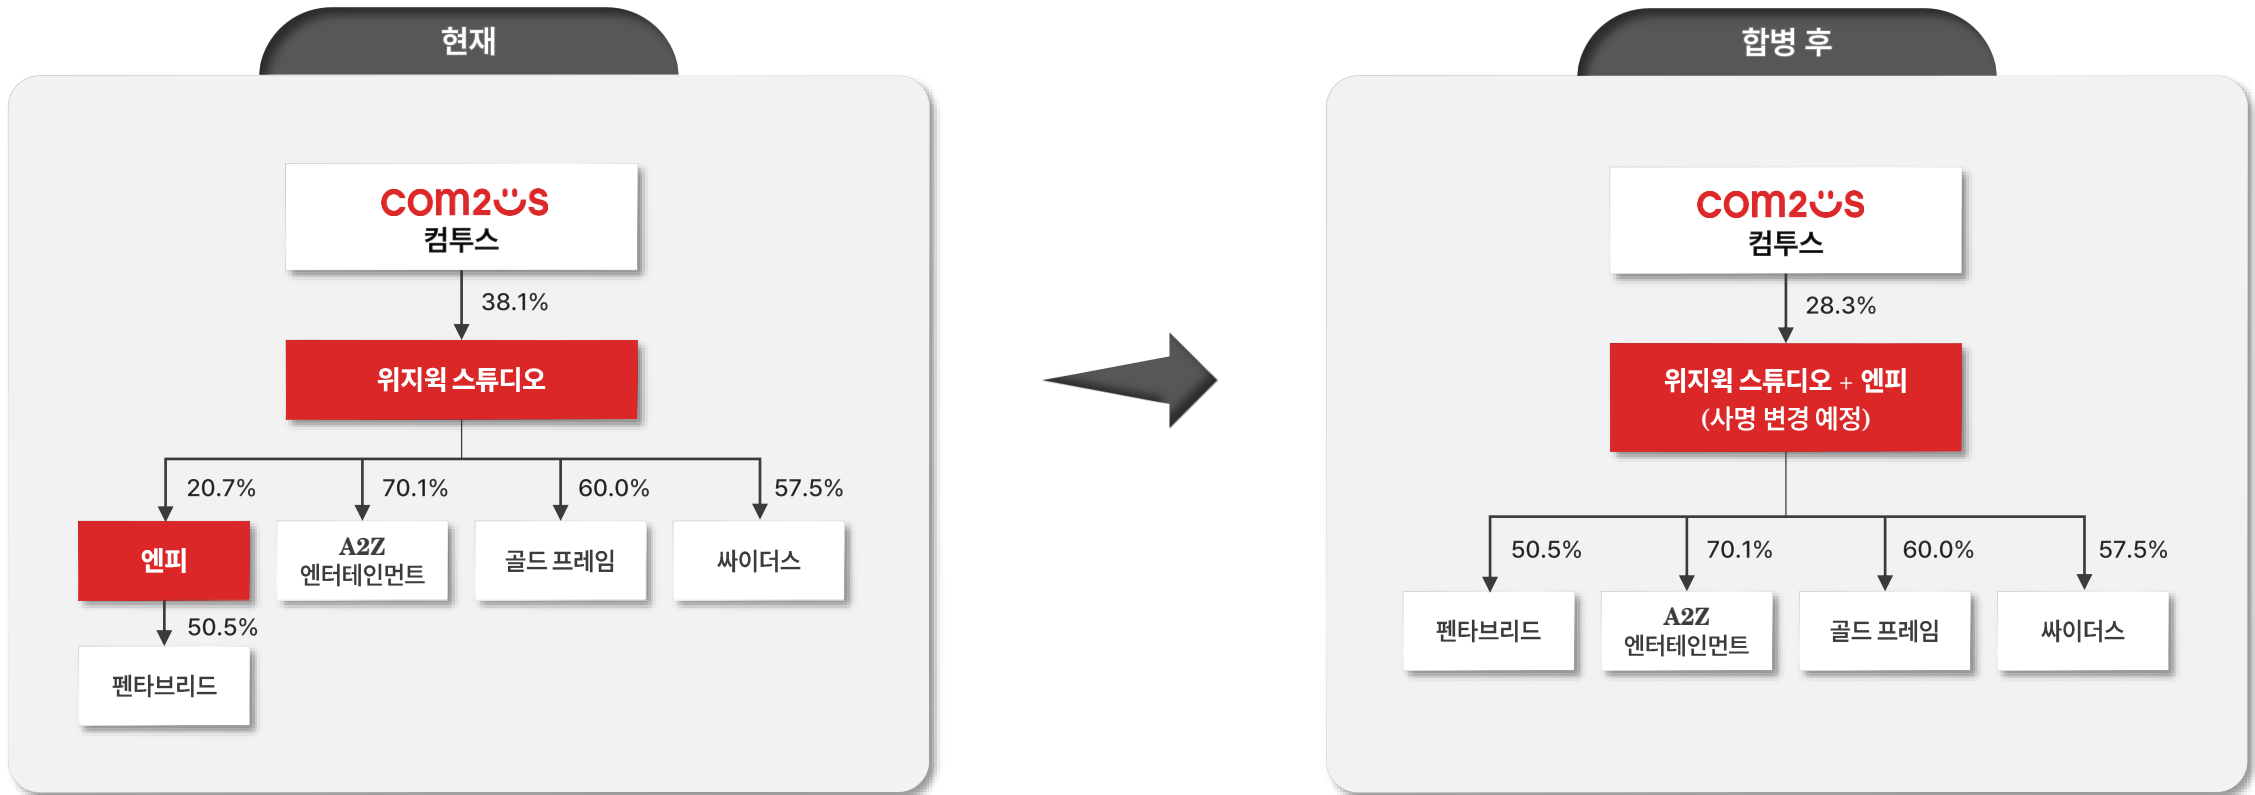 현재
com2us
컴투스
38.1%
위지윅 스튜디오
20.7%
70.1%
60.0%
57.5%
엔피
A2Z
엔터테인먼트
골드 프레임
싸이더스
50.5%
펜타브리드
합병 후
com2us
컴투스
28.3%
위지윅 스튜디오 + 엔피
(사명 변경 예정)
50.5%
70.1%
60.0%
57.5%
펜타브리드
A2Z
엔터테인먼트
골드 프레임
싸이더스